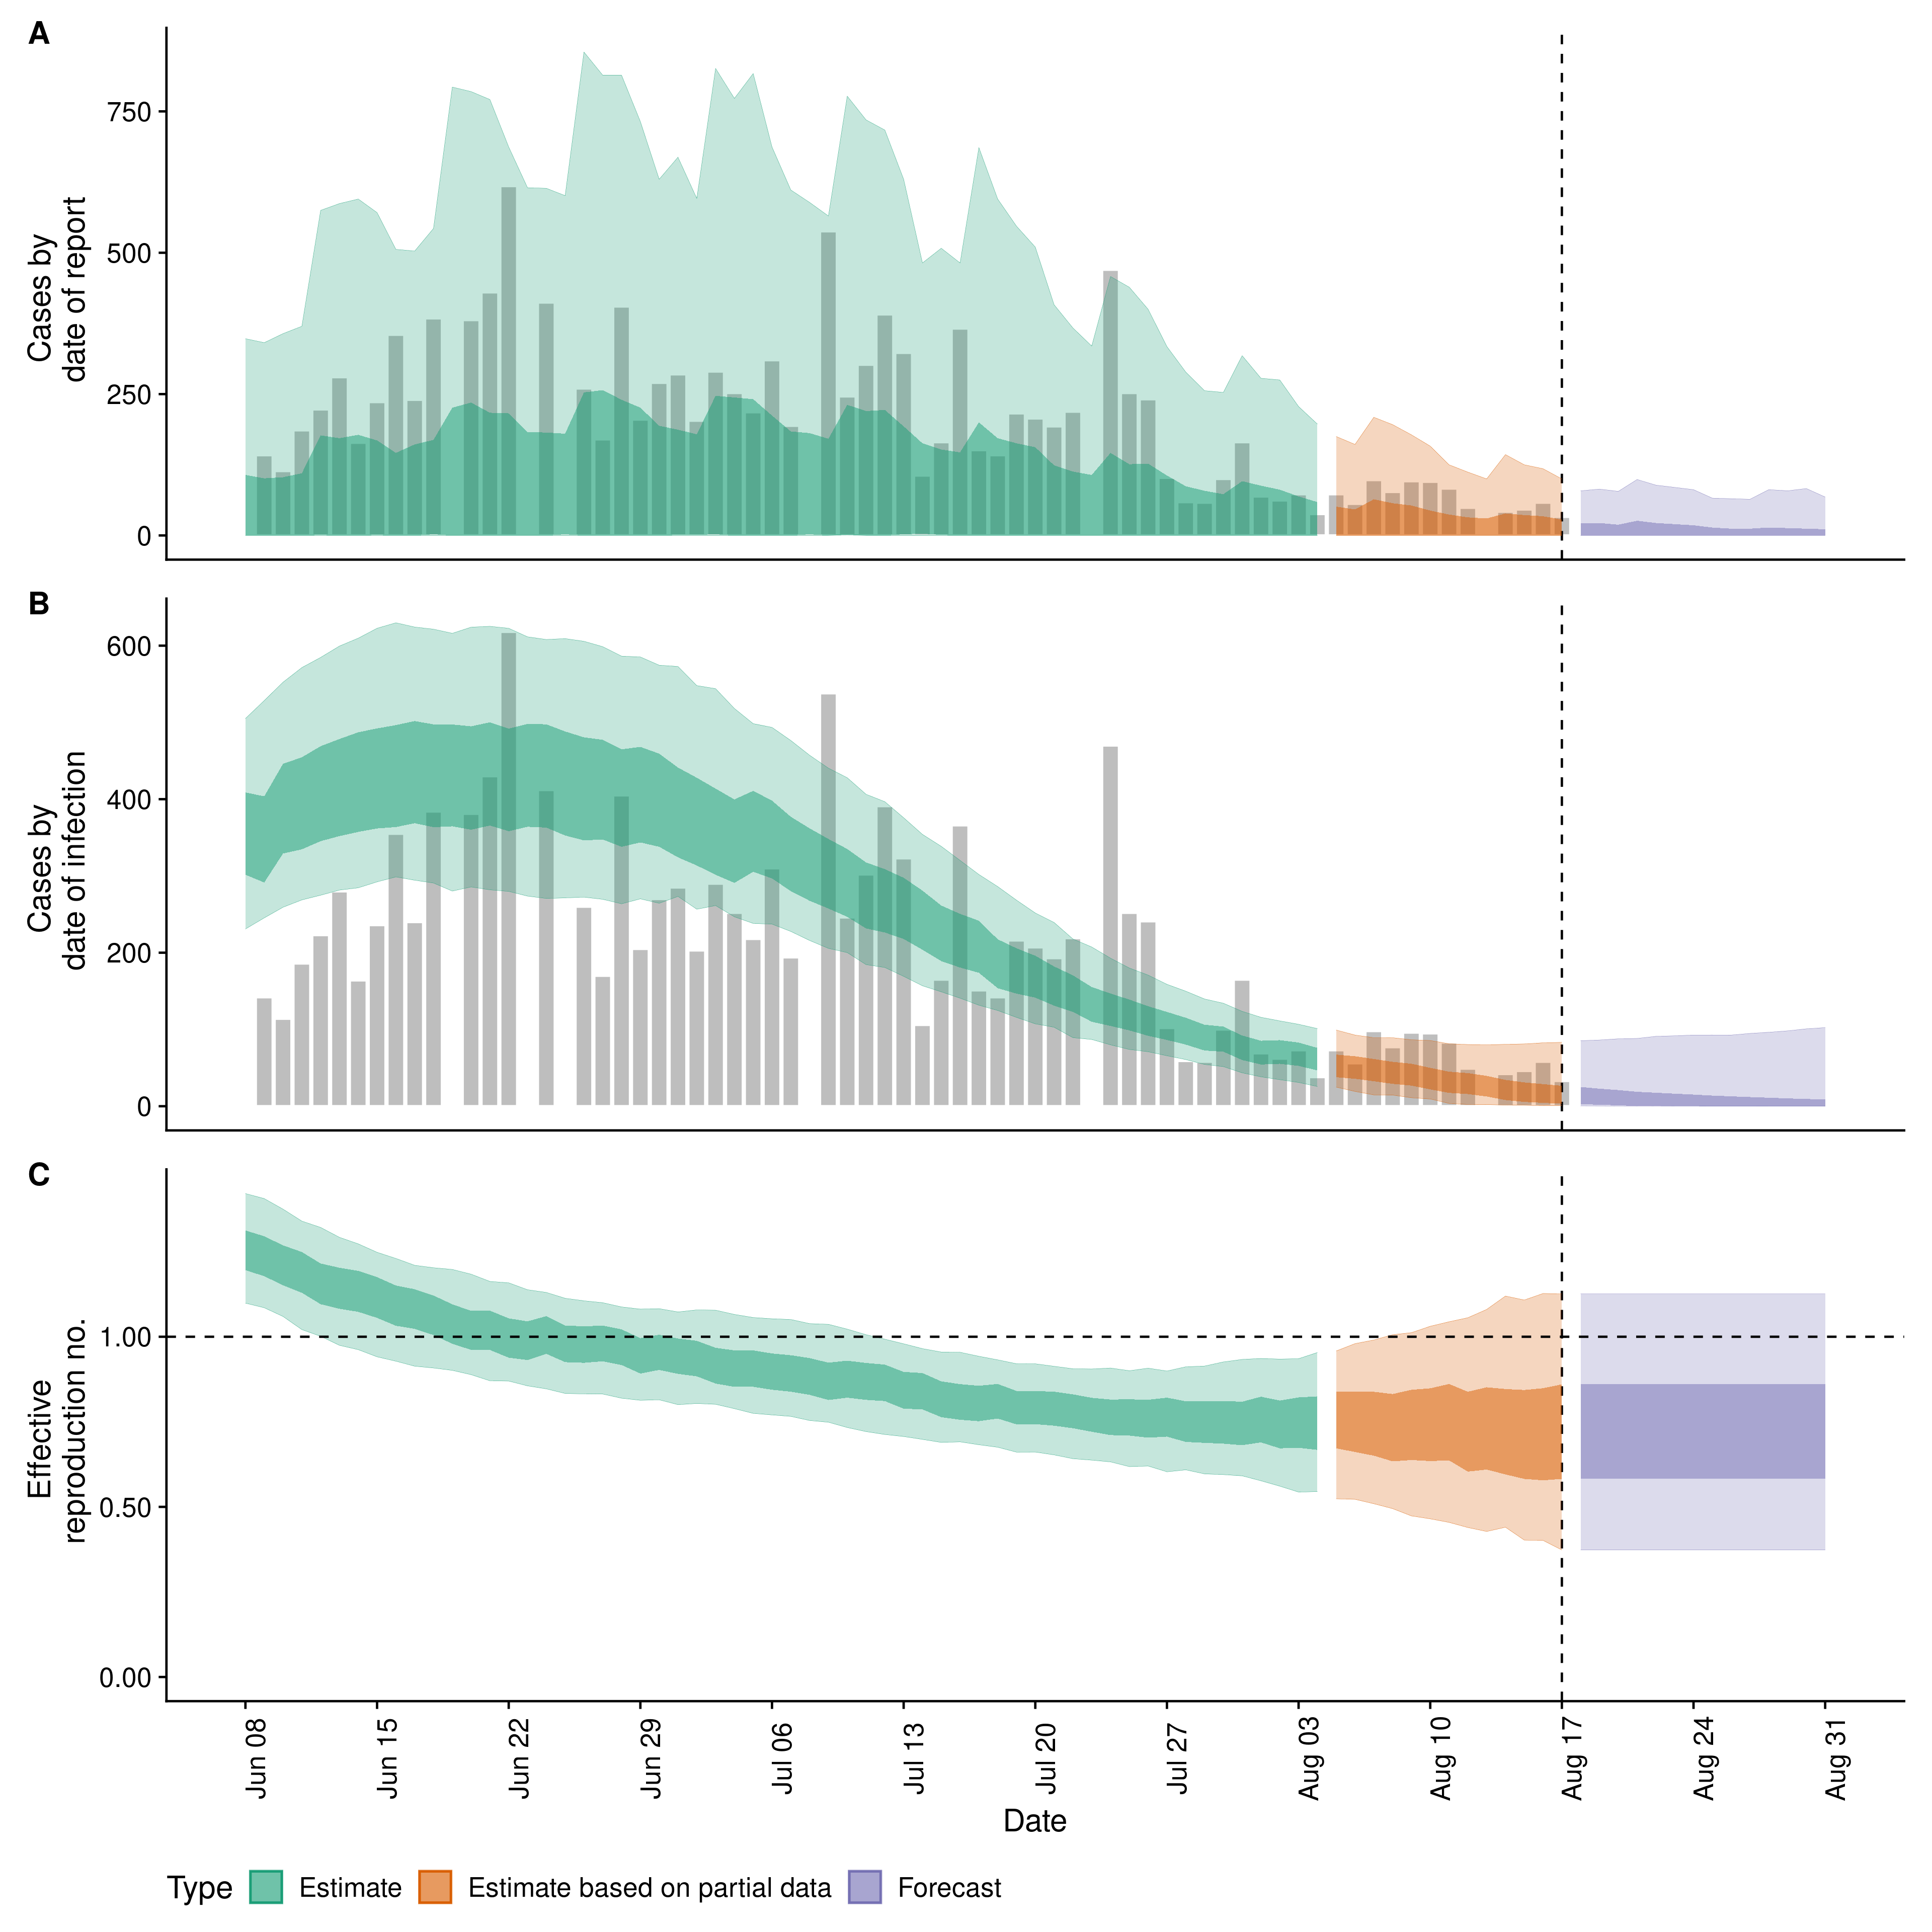 A
Cases by
date of report
750
500
250
0
B
Cases by
date of infection
600
400
200
0
C
Effective
reproduction no.
1.00
0.50
0.00
Jun 08
Jun 15
Jun 22
Jun 29
Jul 06
Jul 13
Jul 20
Jul 27
Aug 03
Aug 10
Aug 17
Aug 24
Aug 31
Date
Type Estimate Estimate based on partial data Forecast